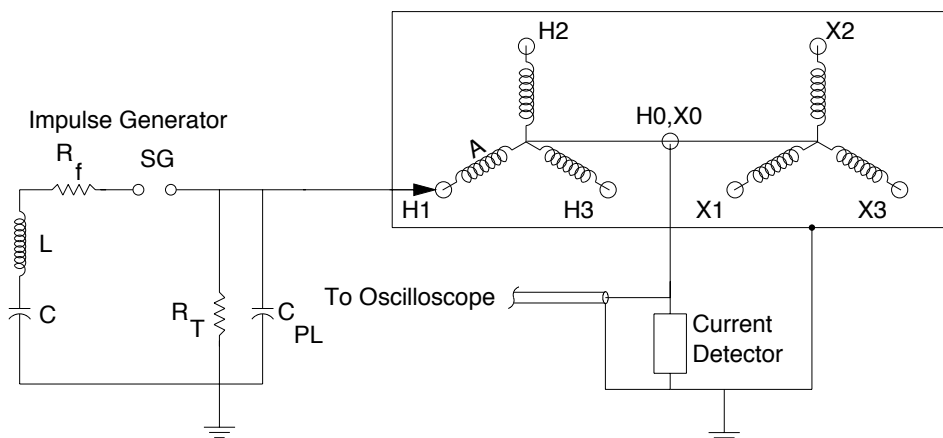 H2
X2
Impulse Generator
H0,X0
R f
SG
A
H1
H3
X1
X3
L
To Oscilloscope
C
R T
C PL
Current
Detector